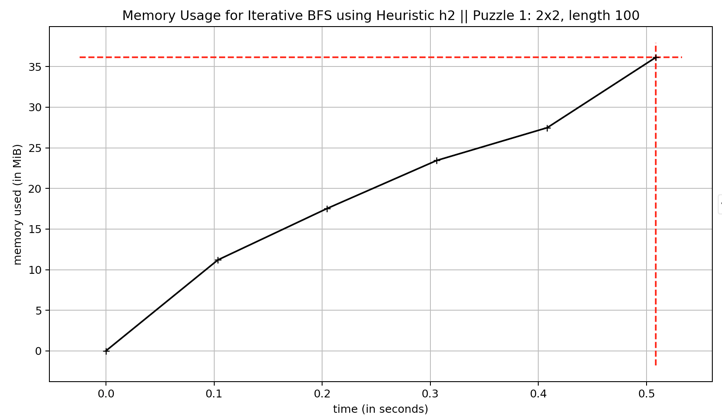 Memory Usage for Iterative BFS using Heuristic h2 || Puzzle 1: 2x2, length 100
35
30
25
20
15
10
5
0
memory used (in MiB)
0.0 0.1 0.2 0.3 0.4 0.5
time (in seconds)